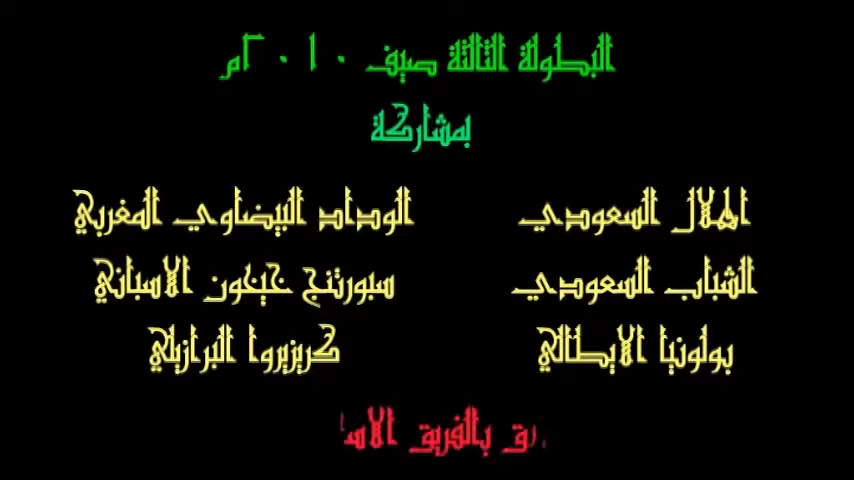 البطولة الثالثة صيف ٢٠١٠م
بمشاركة
الهلال السعودي الوداد البيضاوي المغربي
الشباب السعودي سبورتنج خيخون الاسباني
بولونيا الايطالي كريزيروا البرازيلي
بالفريق